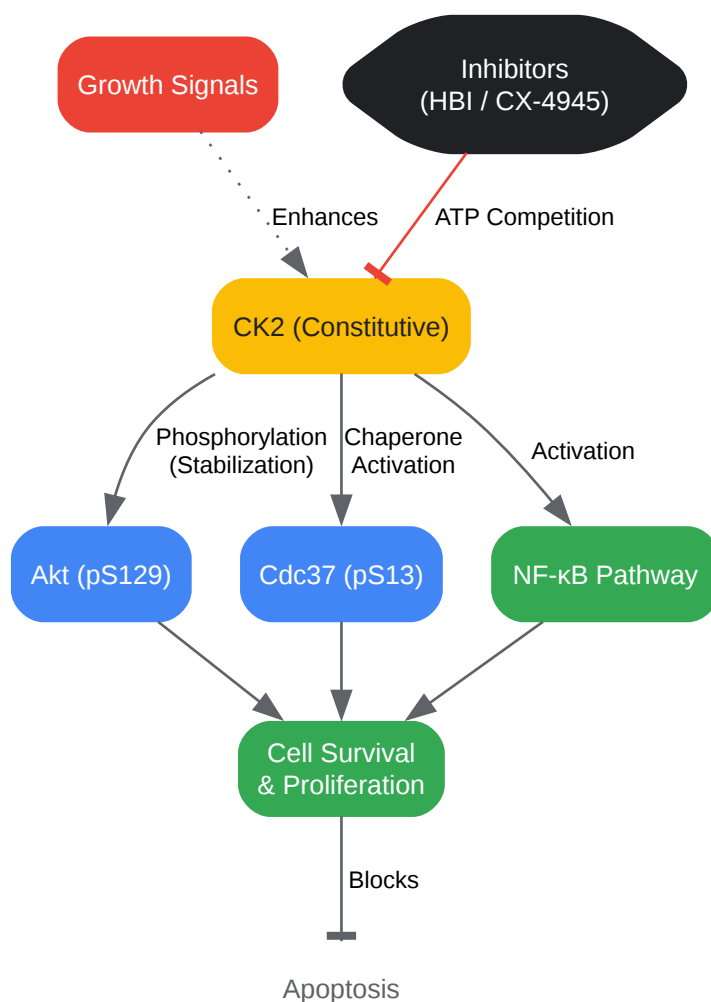 Growth Signals
Inhibitors
(HBI / CX-4945)
Enhances
ATP Competition
CK2 (Constitutive)
Phosphorylation
(Stabilization)
Chaperone
Activation
Activation
Akt (pS129)
Cdc37 (pS13)
NF-κB Pathway
Cell Survival
& Proliferation
Blocks
Apoptosis